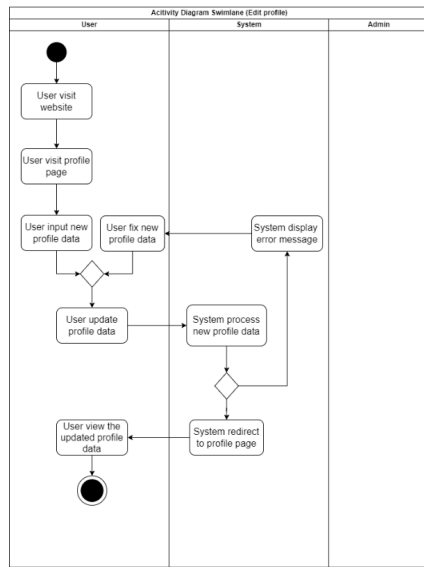 Acitivity Diagram Swimlane (Edit profile)
User
System
Admin
User visit
website
User visit profile
page
User input new
profile data
User fix new
profile data
System display
error message
User update
profile data
System process
new profile data
User view the
updated profile
data
System redirect
to profile page